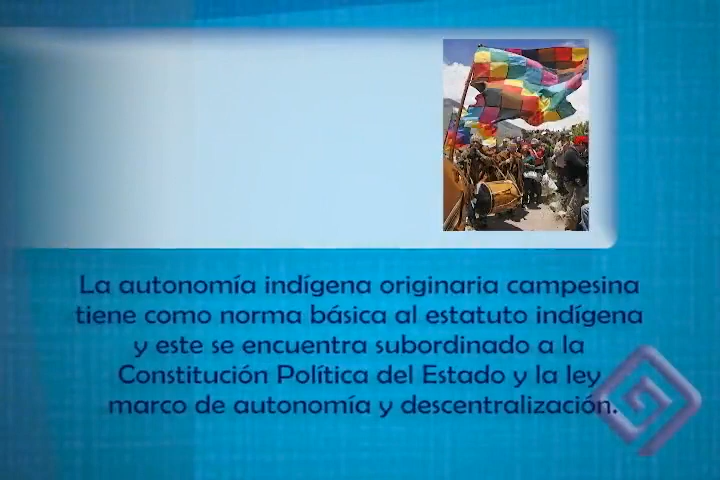 La autonomía indígena originaria campesina
tiene como norma básica al estatuto indígena
y este se encuentra subordinado a la
Constitución Política del Estado y la ley
marco de autonomía y descentralización.